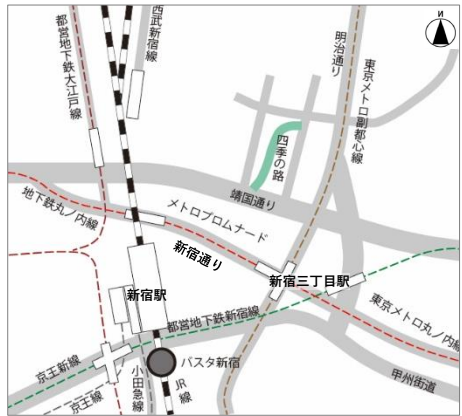 N
西武新宿線
都営地下鉄大江戸線
明治通り
東京メトロ副都心線
四季の路
靖国通り
地下鉄丸ノ内線
メトロプロムナード
新宿通り
新宿駅
新宿三丁目駅
都営地下鉄新宿線
東京メトロ丸ノ内線
バスタ新宿
京王新線
京王線
小田急線
JR線
甲州街道